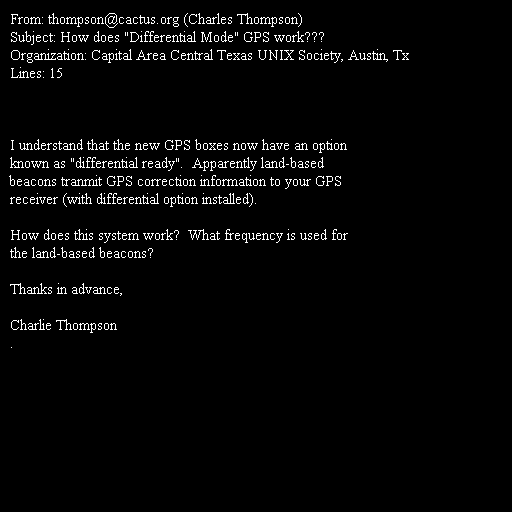 From: thompson@cactus.org (Charles Thompson)
Subject: How does "Differential Mode" GPS work???
Organization: Capital Area Central Texas UNIX Society, Austin, Tx
Lines: 15
I understand that the new GPS boxes now have an option
known as "differential ready".  Apparently land-based
beacons tranmit GPS correction information to your GPS
receiver (with differential option installed).
How does this system work?  What frequency is used for
the land-based beacons?
Thanks in advance,
Charlie Thompson
.